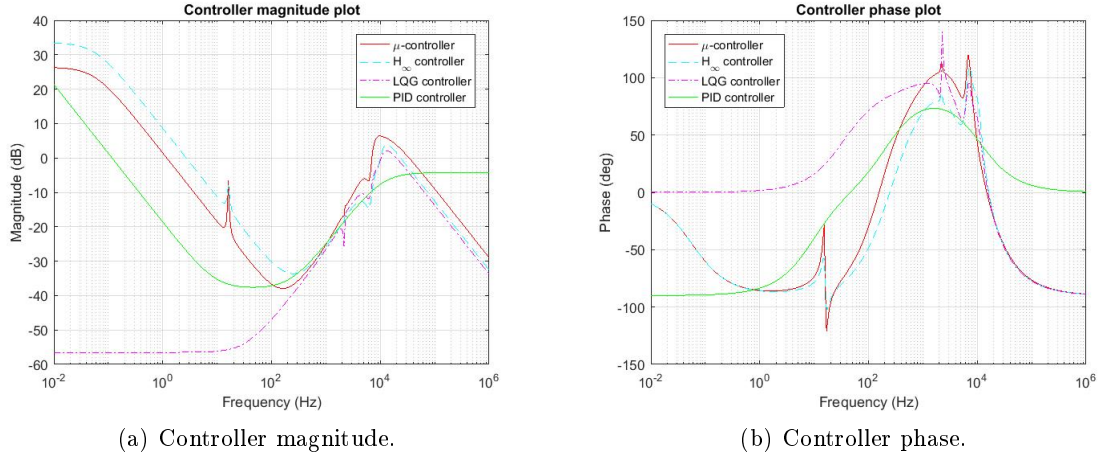 Controller magnitude plot
40
30
20
10
0
-10
-20
-30
-40
-50
-60
Magnitude (dB)
μ-controller
H∞ controller
LQG controller
PID controller
10^-2
10^0
10^2
10^4
10^6
Frequency (Hz)
(a) Controller magnitude.
Controller phase plot
150
100
50
0
-50
-100
-150
Phase (deg)
μ-controller
H∞ controller
LQG controller
PID controller
10^-2
10^0
10^2
10^4
10^6
Frequency (Hz)
(b) Controller phase.